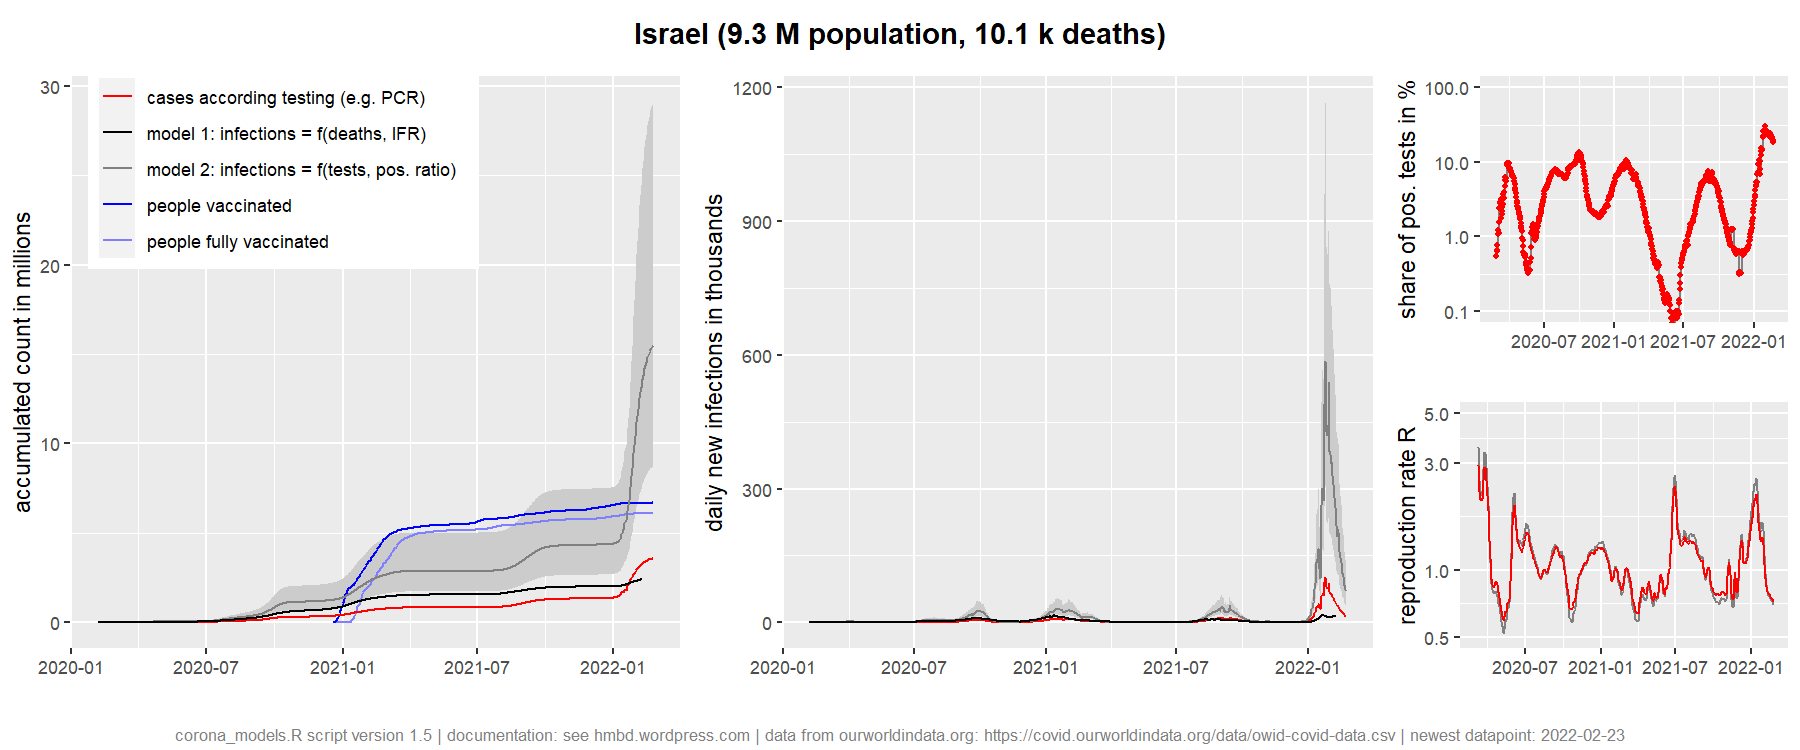 Israel (9.3 M population, 10.1 k deaths)
accumulated count in millions
30
20
10
0
cases according testing (e.g. PCR)
model 1: infections = f(deaths, IFR)
model 2: infections = f(tests, pos. ratio)
people vaccinated
people fully vaccinated
2020-01 2020-07 2021-01 2021-07 2022-01
daily new infections in thousands
1200
900
600
300
0
2020-01 2020-07 2021-01 2021-07 2022-01
share of pos. tests in %
100.0
10.0
1.0
0.1
2020-07 2021-01 2021-07 2022-01
reproduction rate R
5.0
3.0
1.0
0.5
2020-07 2021-01 2021-07 2022-01
corona_models.R script version 1.5 | documentation: see hmbd.wordpress.com | data from ourworldindata.org: https://covid.ourworldindata.org/data/owid-covid-data.csv | newest datapoint: 2022-02-23